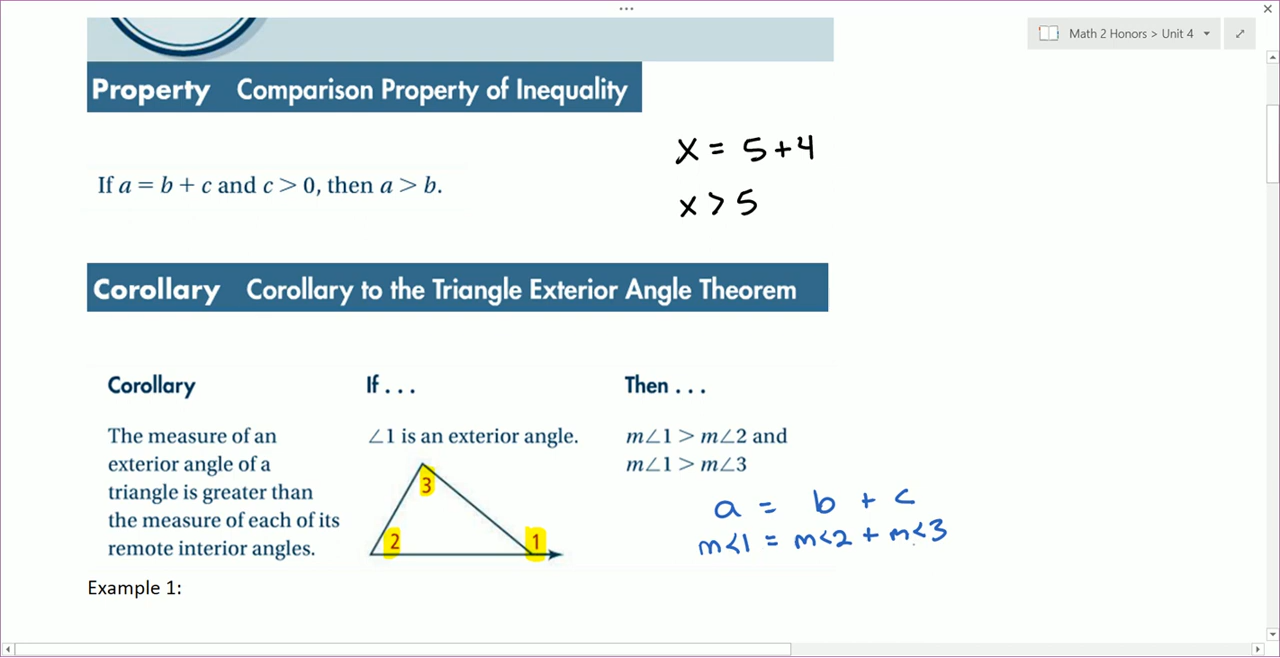 Math 2 Honors > Unit 4
Property Comparison Property of Inequality
x = 5 + 4
If a = b + c and c > 0, then a > b.
x > 5
Corollary Corollary to the Triangle Exterior Angle Theorem
Corollary
The measure of an
exterior angle of a
triangle is greater than
the measure of each of its
remote interior angles.
If . . .
∠1 is an exterior angle.
3
2
1
Then . . .
m∠1 > m∠2 and
m∠1 > m∠3
a = b + c
m<1 = m<2 + m<3
Example 1: